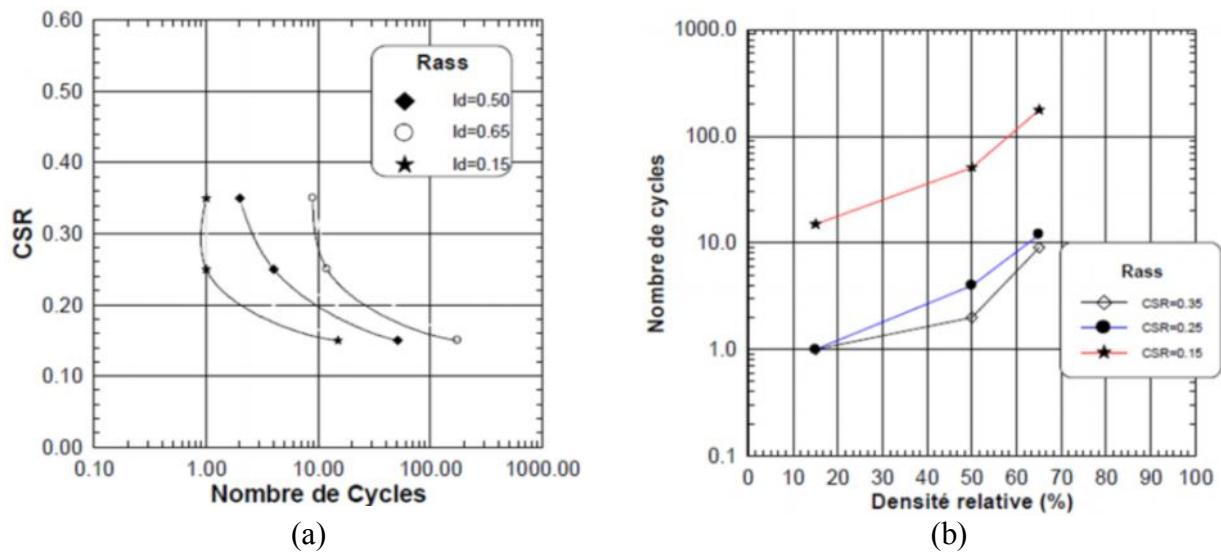 0.60
0.50
0.40
0.30
0.20
0.10
0.00
CSR
0.10
1.00
10.00
100.00
1000.00
Nombre de Cycles
Rass
Id=0.50
Id=0.65
Id=0.15
(a)
1000.0
100.0
10.0
1.0
0.1
Nombre de cycles
0 10 20 30 40 50 60 70 80 90 100
Densité relative (%)
Rass
CSR=0.35
CSR=0.25
CSR=0.15
(b)